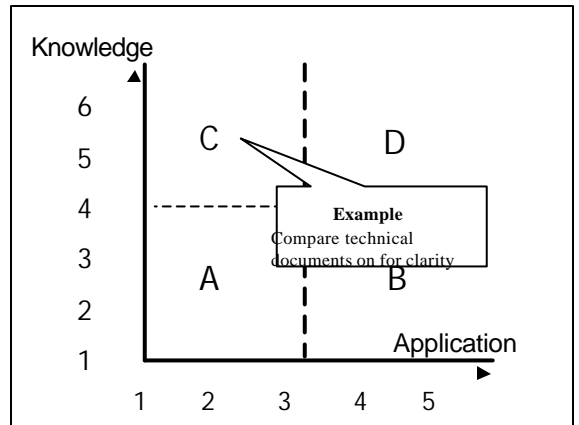 Knowledge
6
C
D
5
4
Example
Compare technical
documents on for clarity
3
A
B
2
1
Application
1 2 3 4 5